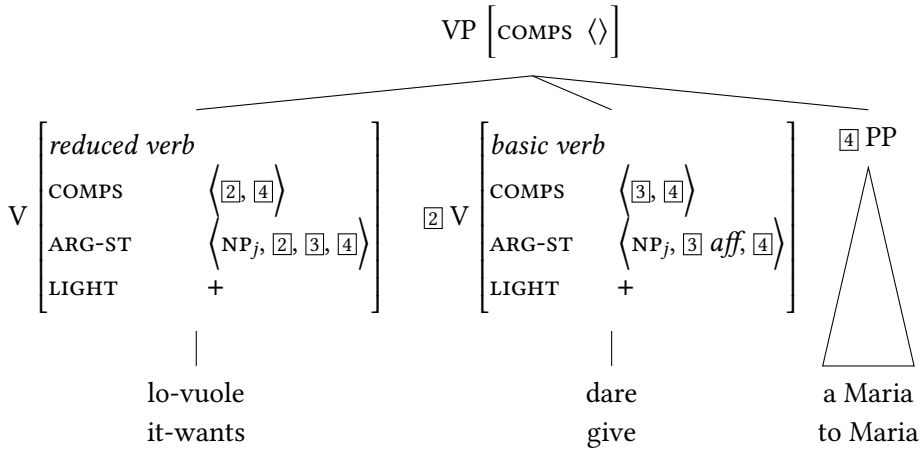 VP [COMPS ⟨⟩]
V [reduced verb
COMPS ⟨[2], [4]⟩
ARG-ST ⟨NPj, [2], [3], [4]⟩
LIGHT +]
[2] V [basic verb
COMPS ⟨[3], [4]⟩
ARG-ST ⟨NPj, [3] aff, [4]⟩
LIGHT +]
[4] PP
lo-vuole dare a Maria
it-wants give to Maria